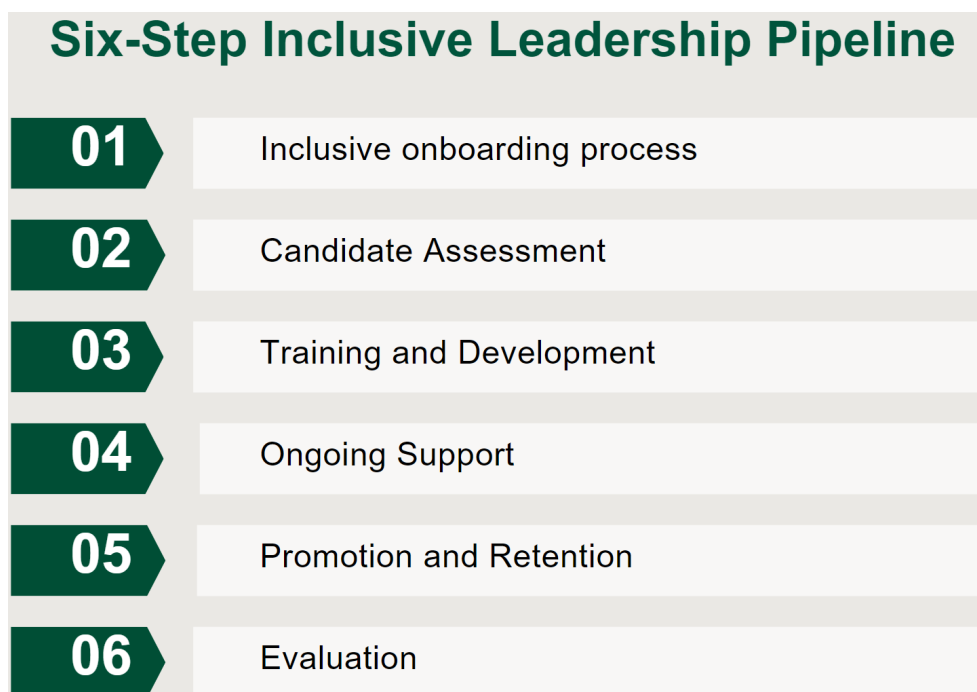 Six-Step Inclusive Leadership Pipeline
01 Inclusive onboarding process
02 Candidate Assessment
03 Training and Development
04 Ongoing Support
05 Promotion and Retention
06 Evaluation